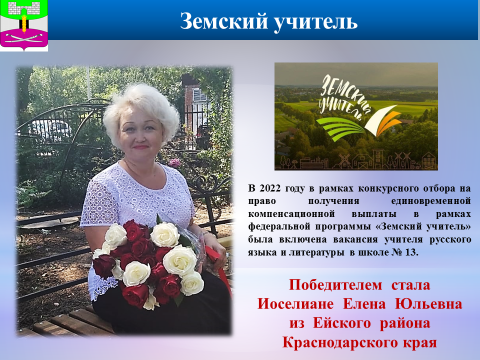 Земский учитель
ЗЕМСКИЙ
УЧИТЕЛЬ
В 2022 году в рамках конкурсного отбора на
право получения единовременной
компенсационной выплаты в рамках
федеральной программы «Земский учитель»
была включена вакансия учителя русского
языка и литературы в школе № 13.
Победителем стала
Иоселиане Елена Юльевна
из Ейского района
Краснодарского края